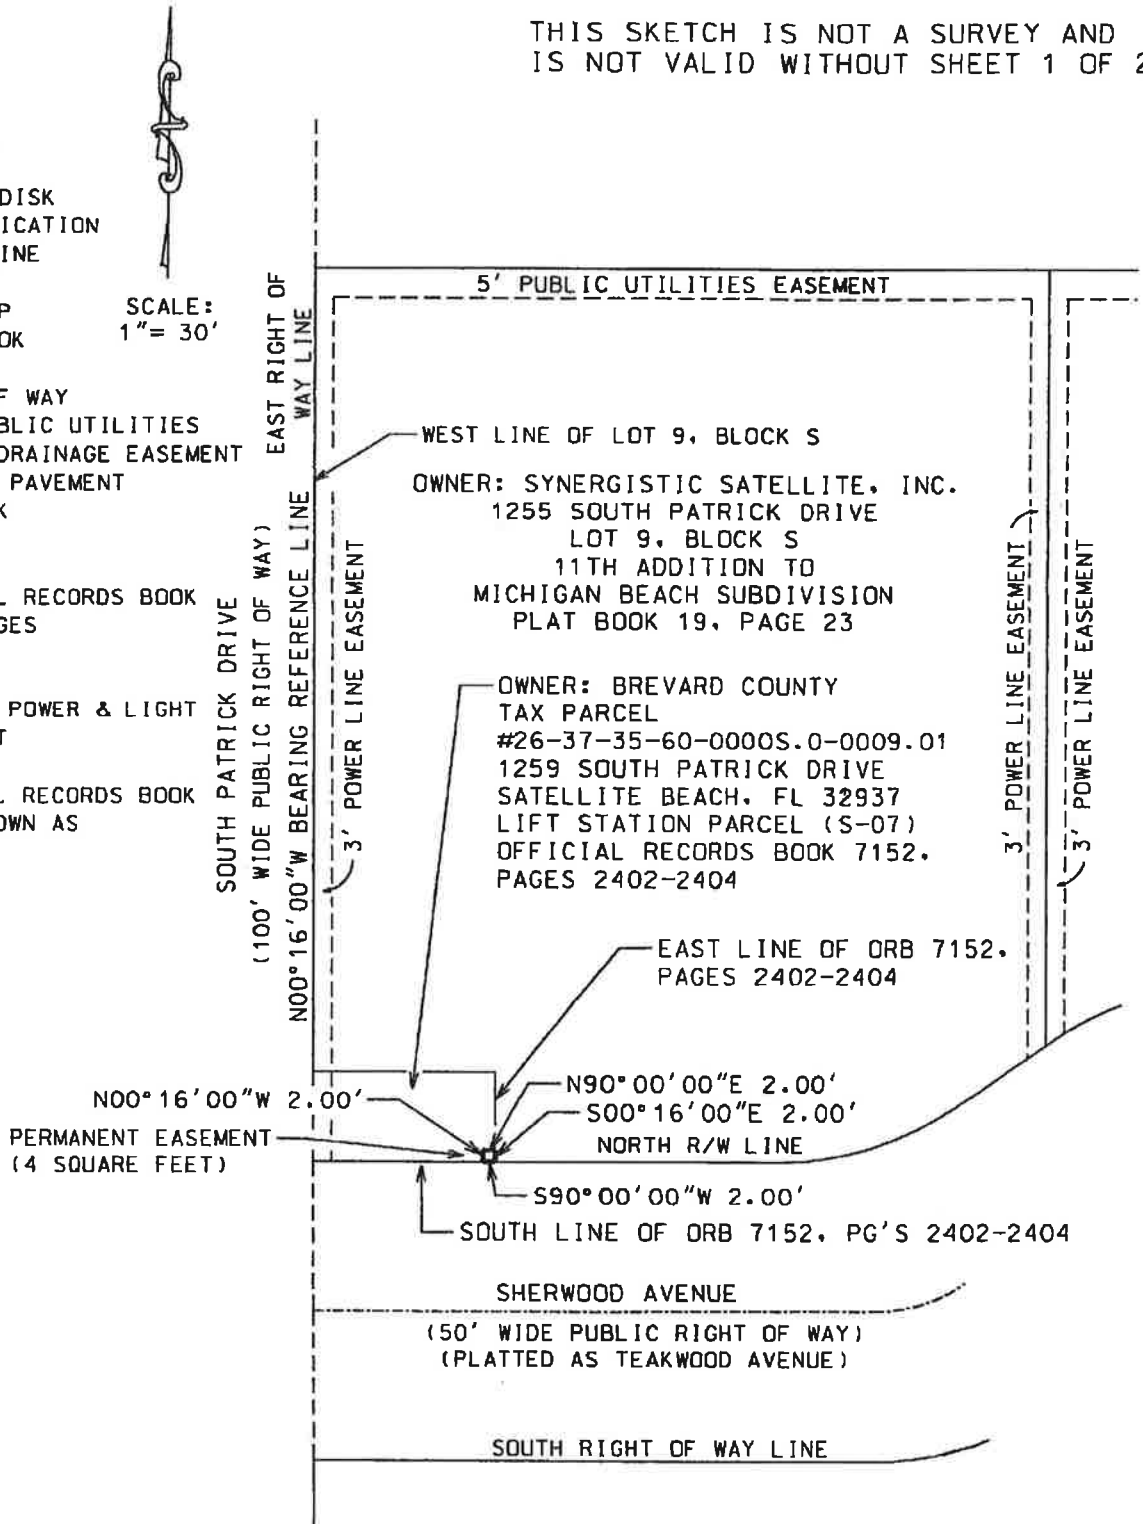 THIS SKETCH IS NOT A SURVEY AND
IS NOT VALID WITHOUT SHEET 1 OF 2
DISK
ICATION
INE
P
OK
F WAY
BLIC UTILITIES
DRAINAGE EASEMENT
PAVEMENT
K
L RECORDS BOOK
GES
POWER & LIGHT
T
L RECORDS BOOK
OWN AS
SCALE:
1"= 30'
EAST RIGHT OF
WAY LINE
5' PUBLIC UTILITIES EASEMENT
WEST LINE OF LOT 9, BLOCK S
OWNER: SYNERGISTIC SATELLITE, INC.
1255 SOUTH PATRICK DRIVE
LOT 9, BLOCK S
11TH ADDITION TO
MICHIGAN BEACH SUBDIVISION
PLAT BOOK 19, PAGE 23
SOUTH PATRICK DRIVE
(100' WIDE PUBLIC RIGHT OF WAY)
N00°16'00"W BEARING REFERENCE LINE
3' POWER LINE EASEMENT
3' POWER LINE EASEMENT
3' POWER LINE EASEMENT
OWNER: BREVARD COUNTY
TAX PARCEL
#26-37-35-60-0000S.0-0009.01
1259 SOUTH PATRICK DRIVE
SATELLITE BEACH, FL 32937
LIFT STATION PARCEL (S-07)
OFFICIAL RECORDS BOOK 7152,
PAGES 2402-2404
EAST LINE OF ORB 7152,
PAGES 2402-2404
N00°16'00"W 2.00'
N90°00'00"E 2.00'
S00°16'00"E 2.00'
PERMANENT EASEMENT
(4 SQUARE FEET)
NORTH R/W LINE
S90°00'00"W 2.00'
SOUTH LINE OF ORB 7152, PG'S 2402-2404
SHERWOOD AVENUE
(50' WIDE PUBLIC RIGHT OF WAY)
(PLATTED AS TEAKWOOD AVENUE)
SOUTH RIGHT OF WAY LINE